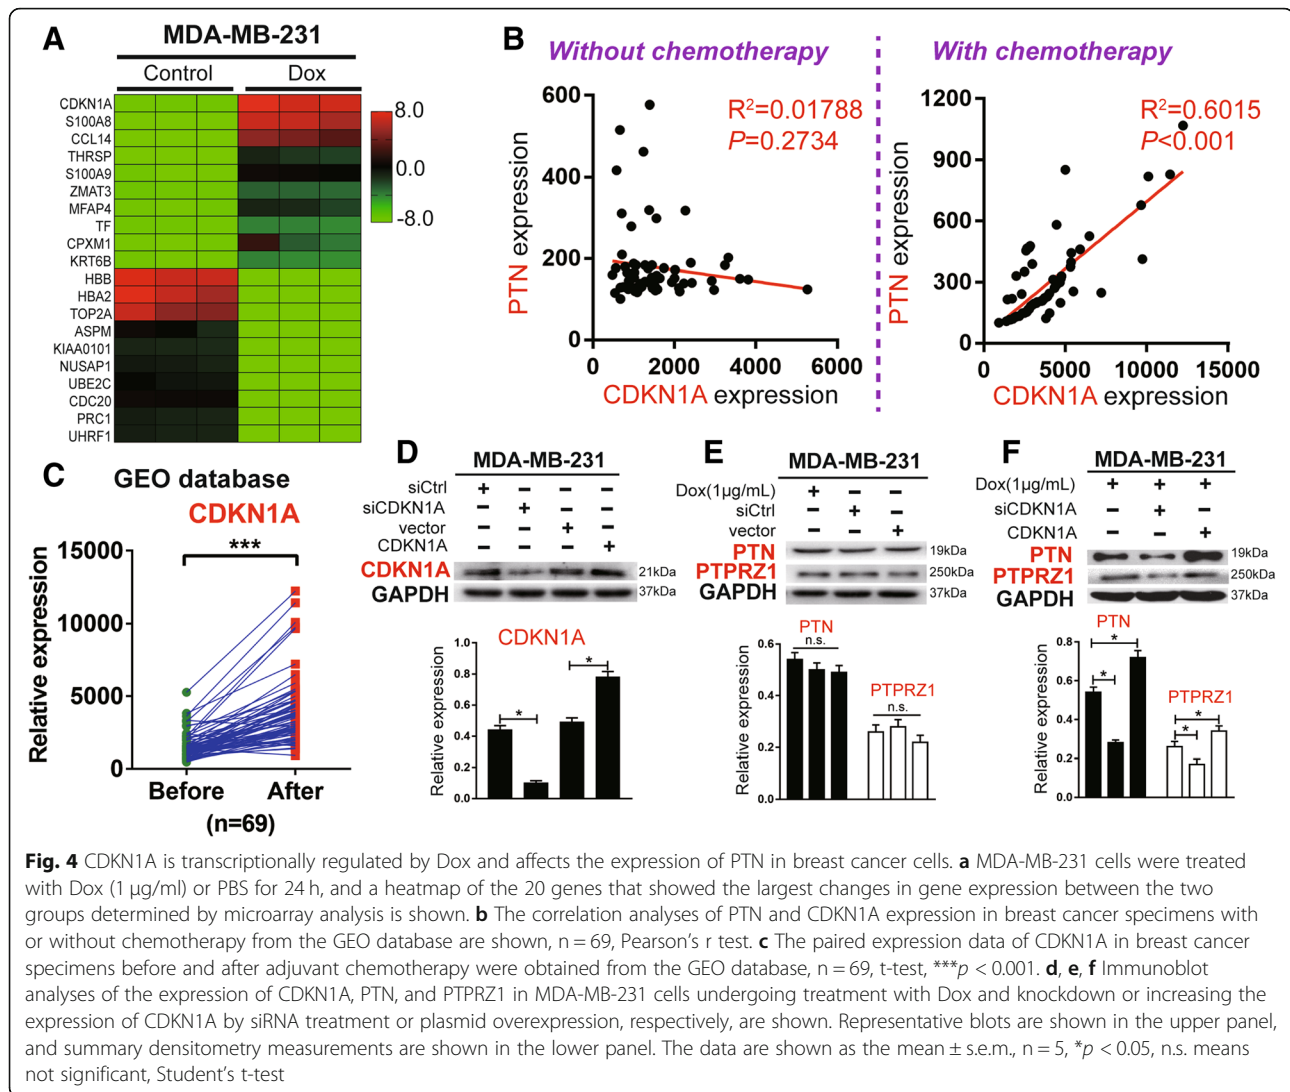 A
MDA-MB-231
Control Dox
CDKN1A
S100A8
CCL14
THRSP
S100A9
ZMAT3
MFAP4
TF
CPXM1
KRT6B
HBB
HBA2
TOP2A
ASPM
KIAA0101
NUSAP1
UBE2C
CDC20
PRC1
UHRF1
8.0
0.0
-8.0
B
Without chemotherapy
R²=0.01788
P=0.2734
PTN expression
600
400
200
0
0 2000 4000 6000
CDKN1A expression
With chemotherapy
R²=0.6015
P<0.001
PTN expression
1200
900
600
300
0
0 5000 10000 15000
CDKN1A expression
C
GEO database
CDKN1A
***
Relative expression
15000
10000
5000
0
Before After
(n=69)
D
MDA-MB-231
siCtrl + − − −
siCDKN1A − + − −
vector − − + −
CDKN1A − − − +
CDKN1A 21kDa
GAPDH 37kDa
CDKN1A
Relative expression
1.0
0.8
0.6
0.4
0.2
0.0
*
*
E
MDA-MB-231
Dox(1µg/mL) + − −
siCtrl − + −
vector − − +
PTN 19kDa
PTPRZ1 250kDa
GAPDH 37kDa
PTN
n.s.
PTPRZ1
n.s.
Relative expression
0.6
0.4
0.2
0.0
F
MDA-MB-231
Dox(1µg/mL) + + +
siCDKN1A − + −
CDKN1A − − +
PTN 19kDa
PTPRZ1 250kDa
GAPDH 37kDa
PTN
*
*
PTPRZ1
*
*
Relative expression
0.8
0.6
0.4
0.2
0.0
Fig. 4 CDKN1A is transcriptionally regulated by Dox and affects the expression of PTN in breast cancer cells. a MDA-MB-231 cells were treated
with Dox (1 µg/ml) or PBS for 24 h, and a heatmap of the 20 genes that showed the largest changes in gene expression between the two
groups determined by microarray analysis is shown. b The correlation analyses of PTN and CDKN1A expression in breast cancer specimens with
or without chemotherapy from the GEO database are shown, n = 69, Pearson's r test. c The paired expression data of CDKN1A in breast cancer
specimens before and after adjuvant chemotherapy were obtained from the GEO database, n = 69, t-test, ***p < 0.001. d, e, f Immunoblot
analyses of the expression of CDKN1A, PTN, and PTPRZ1 in MDA-MB-231 cells undergoing treatment with Dox and knockdown or increasing the
expression of CDKN1A by siRNA treatment or plasmid overexpression, respectively, are shown. Representative blots are shown in the upper panel,
and summary densitometry measurements are shown in the lower panel. The data are shown as the mean ± s.e.m., n = 5, *p < 0.05, n.s. means
not significant, Student's t-test